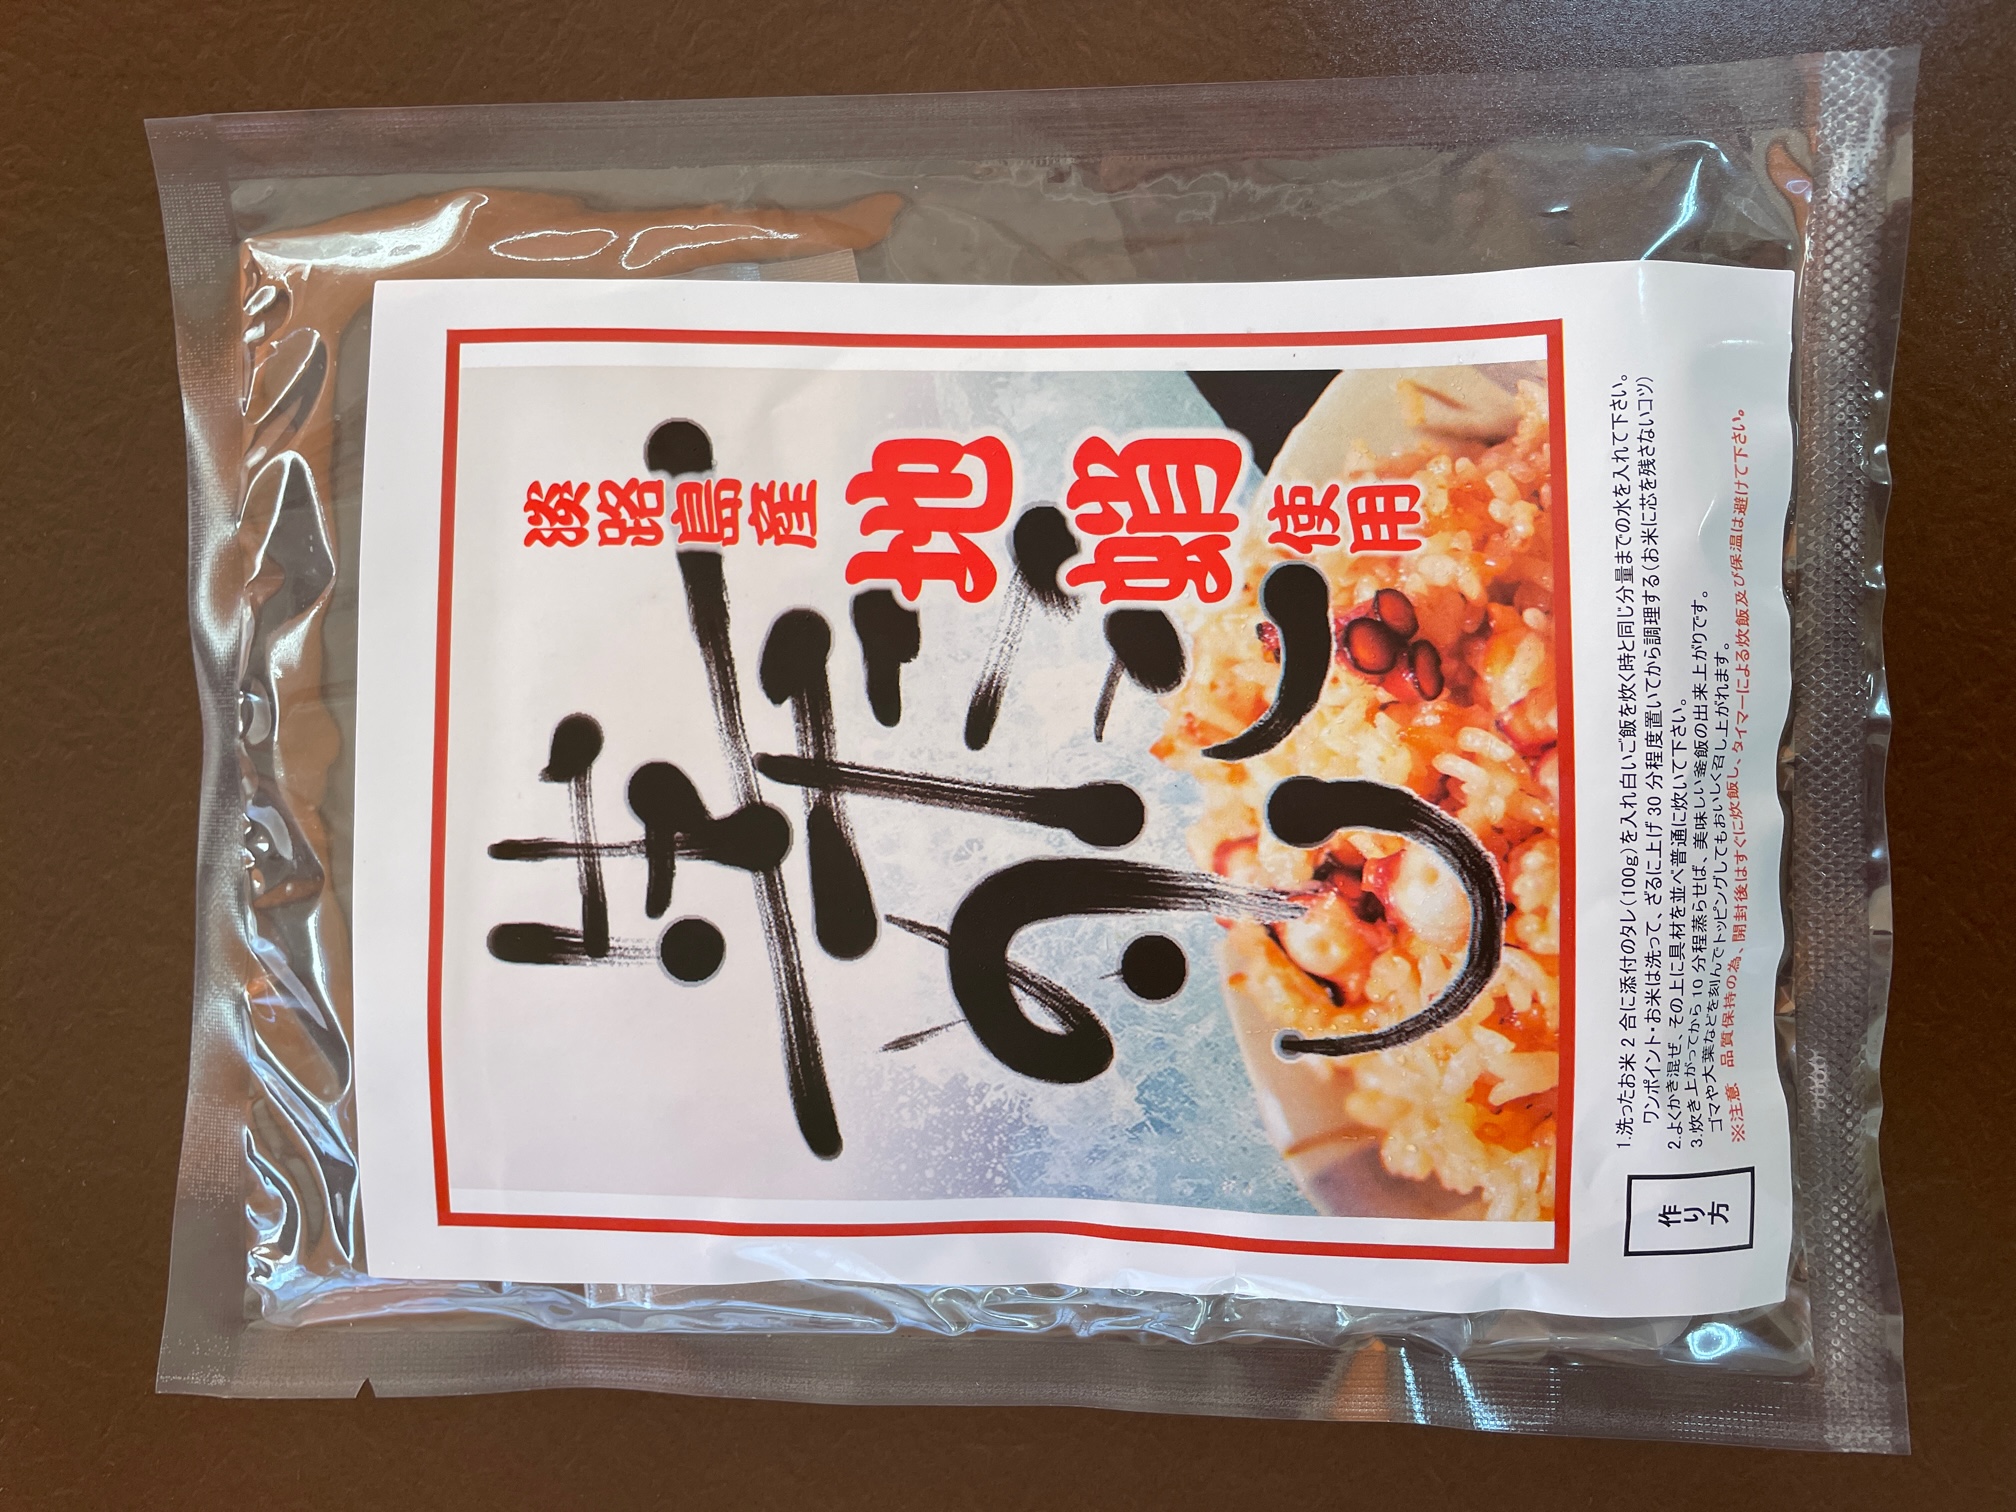 淡路島産
地蛸
使用
作り方
1.洗ったお米2合に添付のタレ(100g)を入れ白いご飯を炊く時と同じ分量までの水を入れて下さい。
ワンポイント・お米は洗って、ざるに上げ30分程度置いてから調理する(お米に芯を残さないコツ)
2.よくかき混ぜ、その上に具材を並べ普通に炊いて下さい。
3.炊き上がってから10分程蒸らせば、美味しい釜飯の出来上がりです。
ゴマや大葉などを刻んでトッピングしてもおいしく召し上がれます。
※注意 品質保持の為、開封後はすぐに炊飯し、タイマーによる炊飯及び保温は避けて下さい。